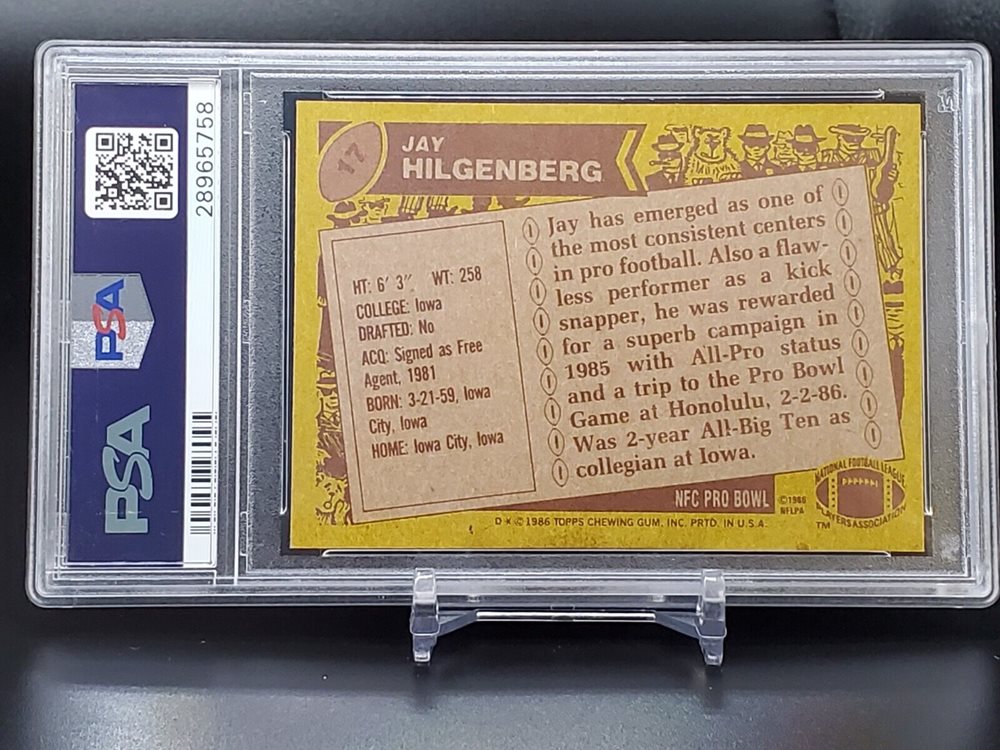 28965758
PSA
PSA
17
JAY
HILGENBERG
HT: 6' 3" WT: 258
COLLEGE: Iowa
DRAFTED: No
ACQ: Signed as Free
Agent, 1981
BORN: 3-21-59, Iowa
City, Iowa
HOME: Iowa City, Iowa
Jay has emerged as one of
the most consistent centers
in pro football. Also a flaw-
less performer as a kick
snapper, he was rewarded
for a superb campaign in
1985 with All-Pro status
and a trip to the Pro Bowl
Game at Honolulu, 2-2-86.
Was 2-year All-Big Ten as
collegian at Iowa.
NFC PRO BOWL
©1986
NFLPA
NATIONAL FOOTBALL LEAGUE
PLAYERS ASSOCIATION
TM
D * © 1986 TOPPS CHEWING GUM, INC. PRTD. IN U.S.A.